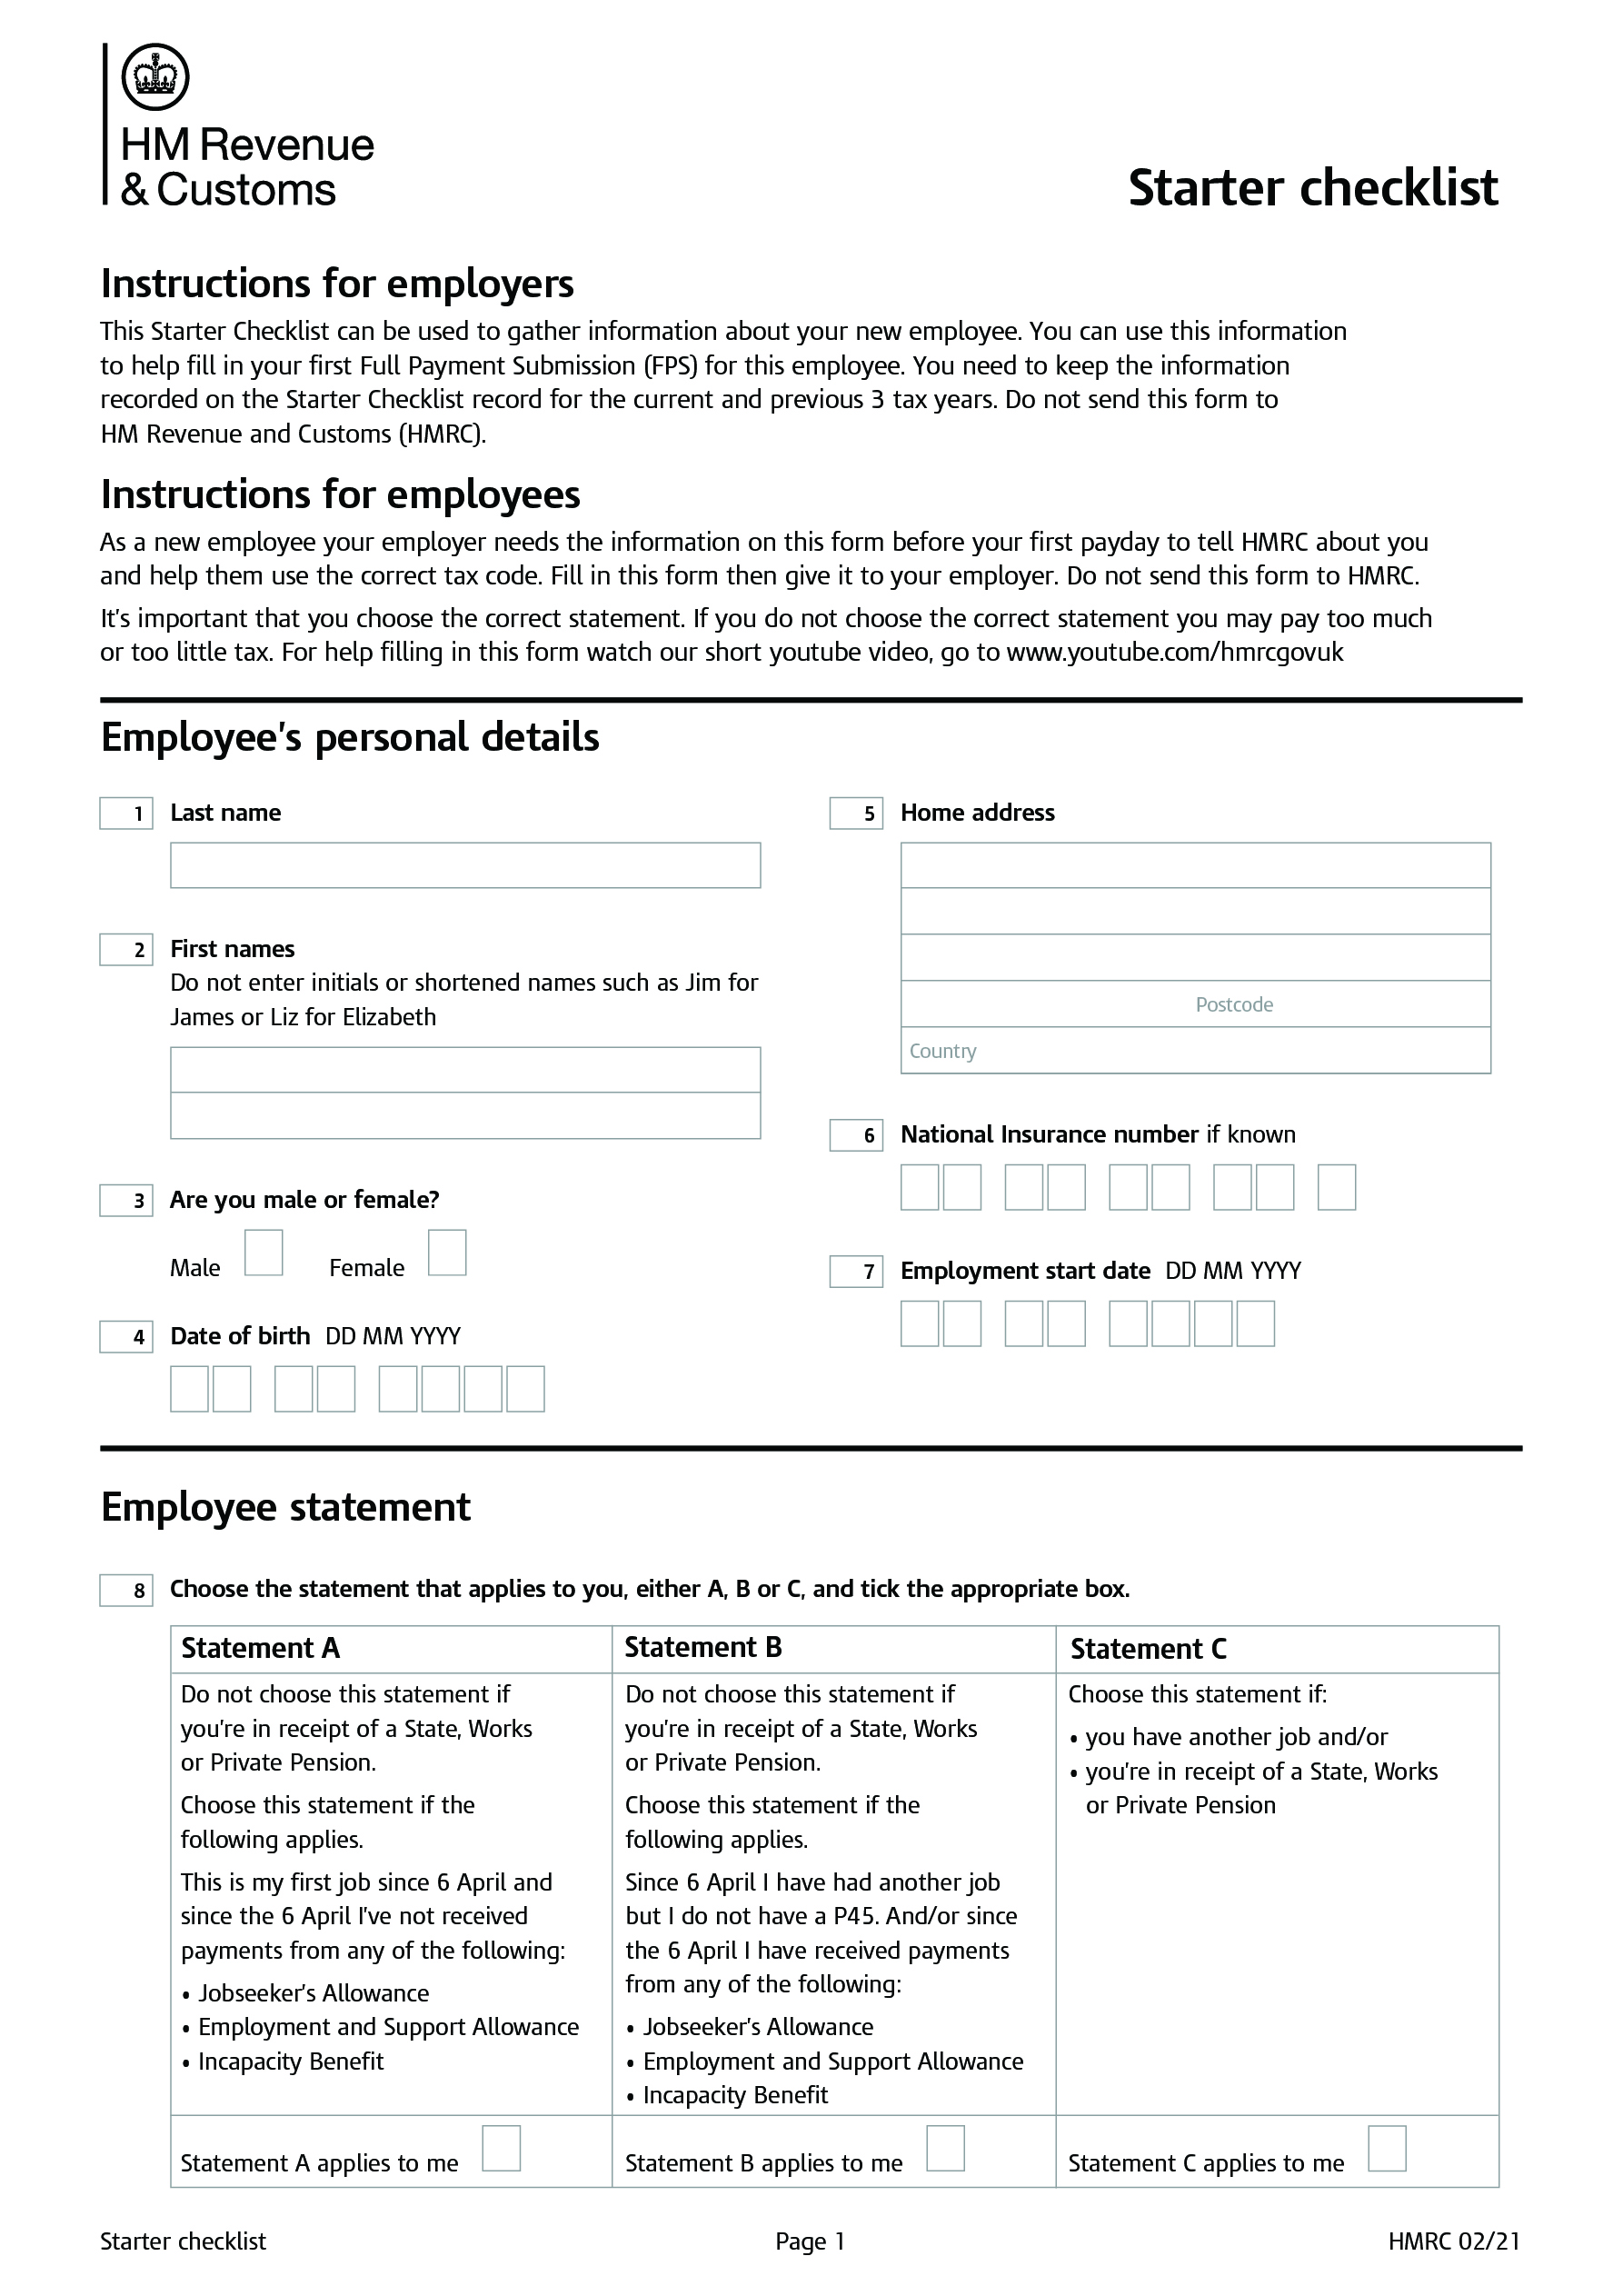 HM Revenue
& Customs
Starter checklist
Instructions for employers
This Starter Checklist can be used to gather information about your new employee. You can use this information
to help fill in your first Full Payment Submission (FPS) for this employee. You need to keep the information
recorded on the Starter Checklist record for the current and previous 3 tax years. Do not send this form to
HM Revenue and Customs (HMRC).
Instructions for employees
As a new employee your employer needs the information on this form before your first payday to tell HMRC about you
and help them use the correct tax code. Fill in this form then give it to your employer. Do not send this form to HMRC.
It's important that you choose the correct statement. If you do not choose the correct statement you may pay too much
or too little tax. For help filling in this form watch our short youtube video, go to www.youtube.com/hmrcgovuk
Employee's personal details
1 Last name
2 First names
Do not enter initials or shortened names such as Jim for
James or Liz for Elizabeth
3 Are you male or female?
Male Female
4 Date of birth DD MM YYYY
5 Home address
Postcode
Country
6 National Insurance number if known
7 Employment start date DD MM YYYY
Employee statement
8 Choose the statement that applies to you, either A, B or C, and tick the appropriate box.
Statement A
Do not choose this statement if
you're in receipt of a State, Works
or Private Pension.
Choose this statement if the
following applies.
This is my first job since 6 April and
since the 6 April I've not received
payments from any of the following:
• Jobseeker's Allowance
• Employment and Support Allowance
• Incapacity Benefit
Statement A applies to me
Statement B
Do not choose this statement if
you're in receipt of a State, Works
or Private Pension.
Choose this statement if the
following applies.
Since 6 April I have had another job
but I do not have a P45. And/or since
the 6 April I have received payments
from any of the following:
• Jobseeker's Allowance
• Employment and Support Allowance
• Incapacity Benefit
Statement B applies to me
Statement C
Choose this statement if:
• you have another job and/or
• you're in receipt of a State, Works
or Private Pension
Statement C applies to me
Starter checklist
Page 1
HMRC 02/21